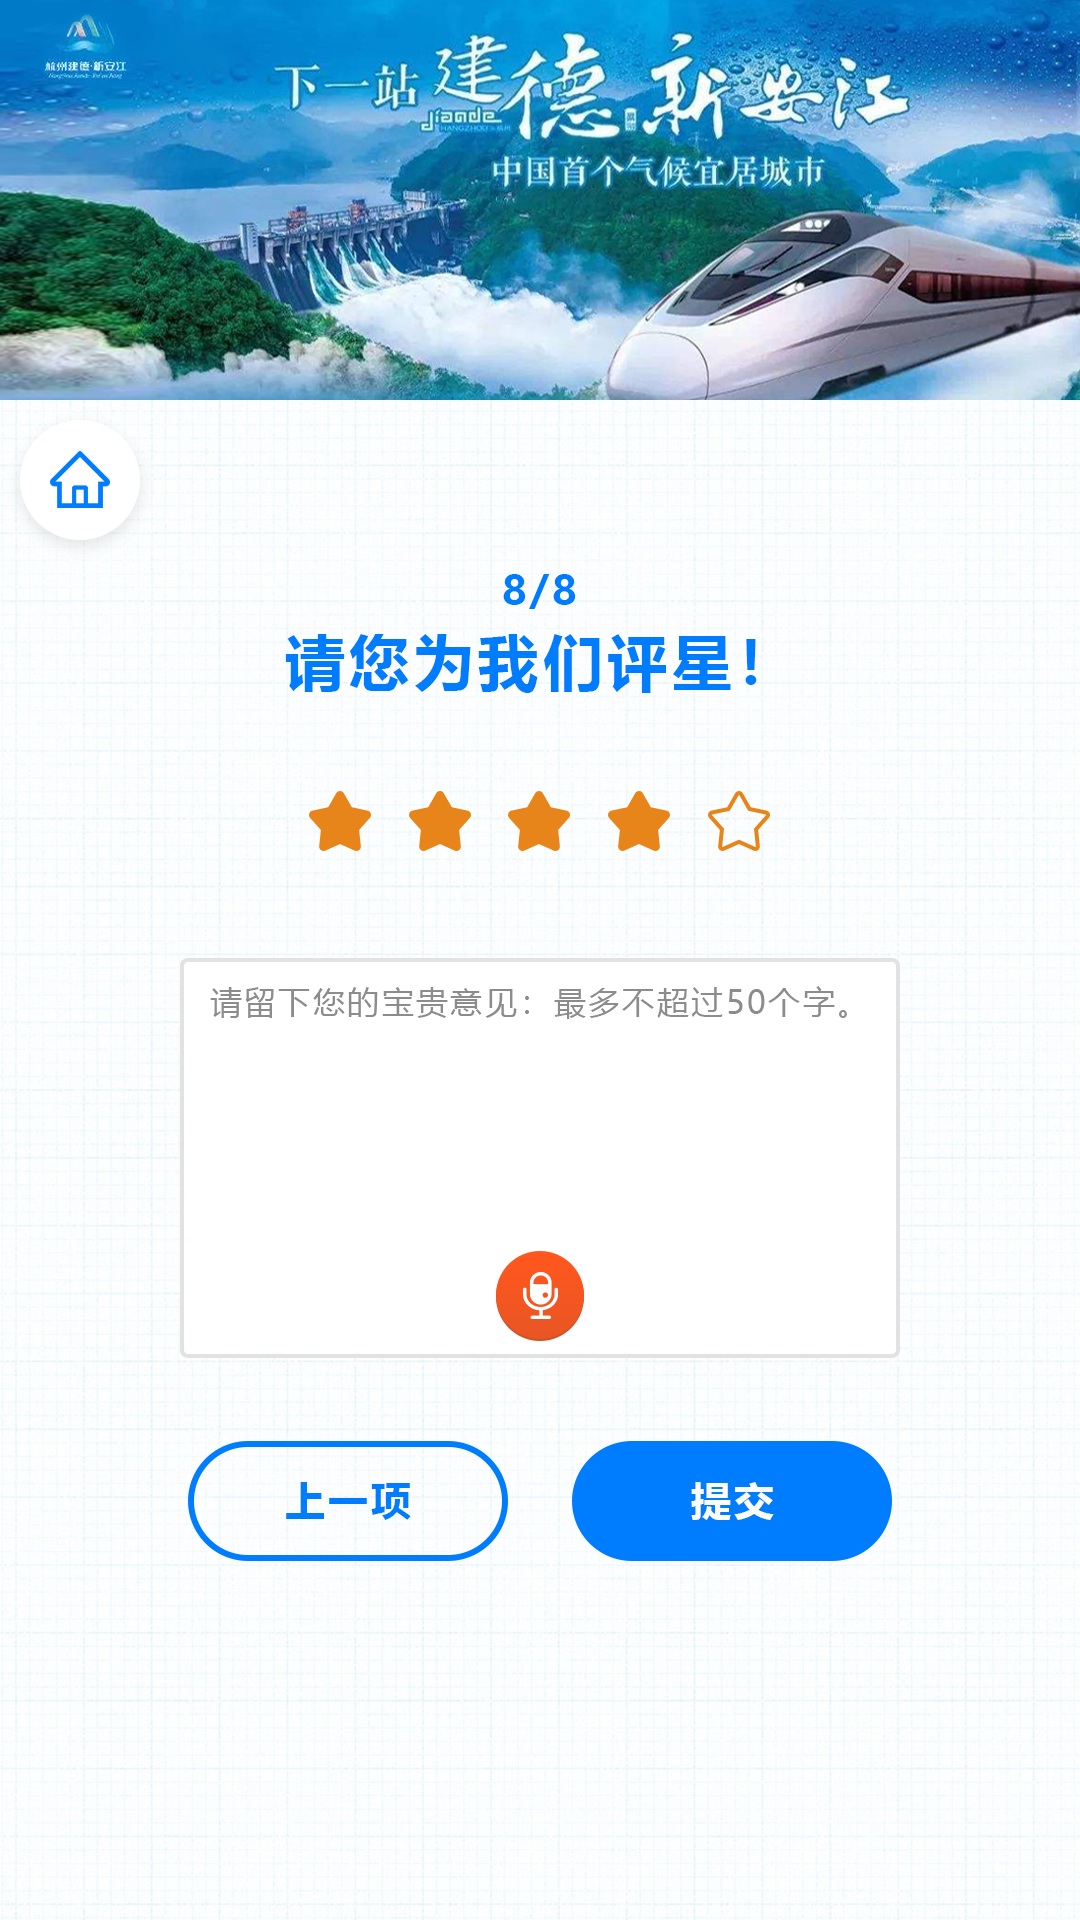 杭州建德·新安江
下一站 建德 新安江
jiande
HANGZHOU
中国首个气候宜居城市
8/8
请您为我们评星！
请留下您的宝贵意见：最多不超过50个字。
上一项
提交